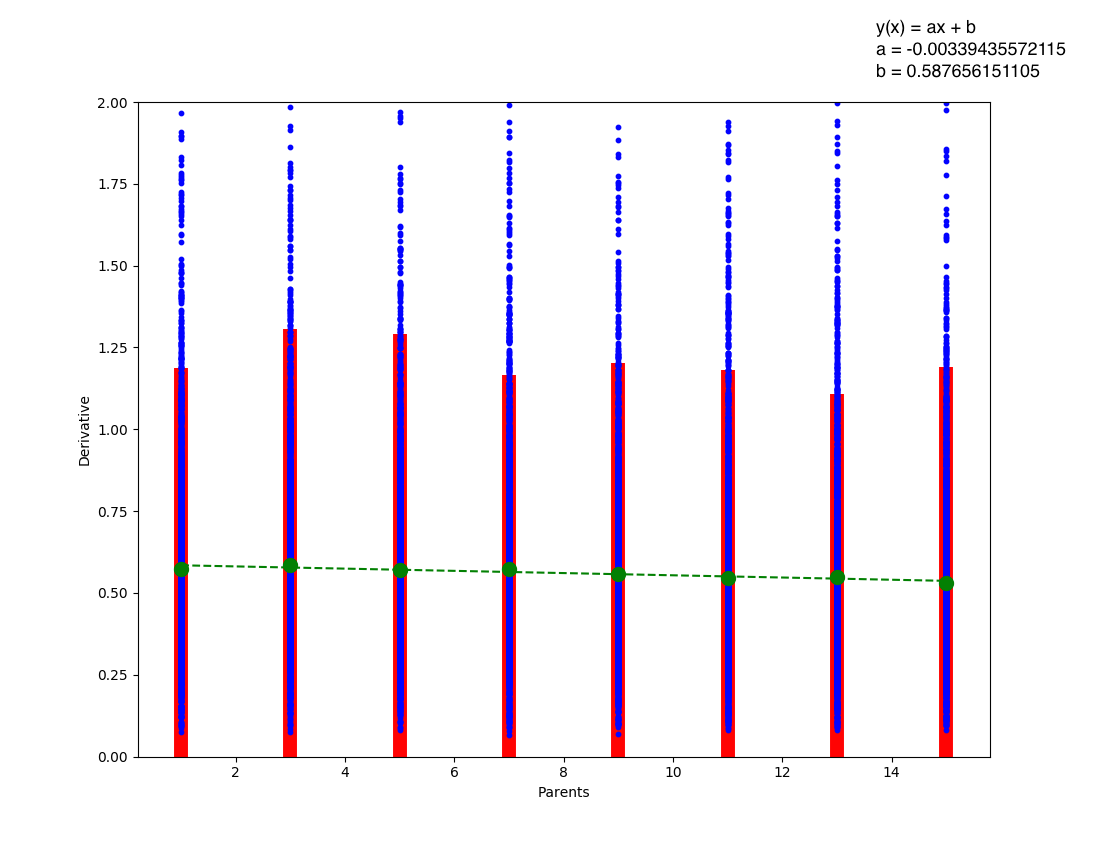 y(x) = ax + b
a = -0.00339435572115
b = 0.587656151105
2.00
1.75
1.50
1.25
1.00
0.75
0.50
0.25
0.00
Derivative
2 4 6 8 10 12 14
Parents